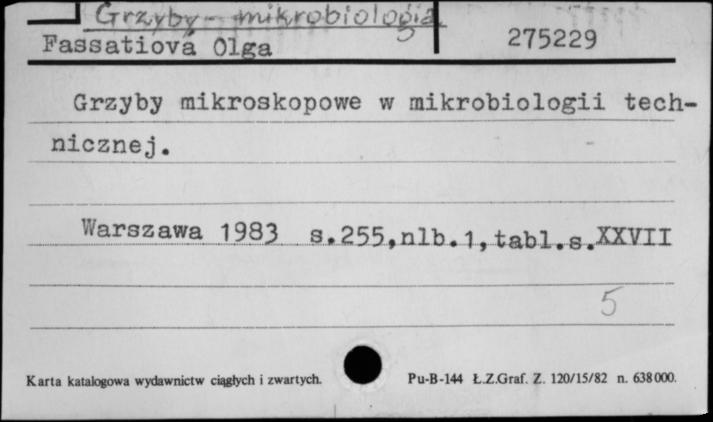 Grzyby - mikrobiologia
Fassatiová Olga 275229
Grzyby mikroskopowe w mikrobiologii tech-
nicznej.
Warszawa 1983 s.255,nlb.1,tabl.s.XXVII
5
Karta katalogowa wydawnictw ciągłych i zwartych. Pu-B-144 Ł.Z.Graf. Z. 120/15/82 n. 638000.